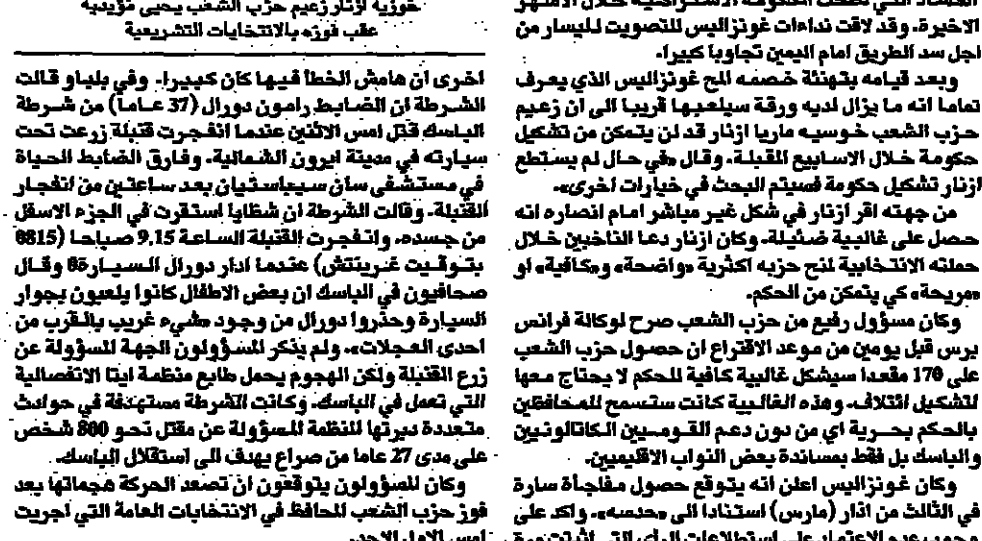 الاخيرة. وقد لاقت نداءات غونزاليس للتصويت لليسار من
اجل سد الطريق امام اليمين تجاوبا كبيرا.
وبعد قيامه بتهنئة خصمه المح غونزاليس الذي يعرف
تماما انه ما يزال لديه ورقة سيلعبها قريبا الى ان زعيم
حزب الشعب خوسيه ماريا ازنار قد لن يتمكن من تشكيل
حكومة خلال الاسابيع المقبلة. وقال «في حال لم يستطع
ازنار تشكيل حكومة فسيتم البحث في خيارات اخرى».
من جهته اقر ازنار في شكل غير مباشر امام انصاره انه
حصل على غالبية ضئيلة. وكان ازنار دعا الناخبين خلال
حملته الانتخابية لمنح حزبه اكثرية «واضحة» و«كافية» او
«مريحة» كي يتمكن من الحكم.
وكان مسؤول رفيع من حزب الشعب صرح لوكالة فرانس
برس قبل يومين من موعد الاقتراع ان حصول حزب الشعب
على 170 مقعدا سيشكل غالبية كافية للحكم لا يحتاج معها
لتشكيل ائتلاف. وهذه الغالبية كانت ستسمح للمحافظين
بالحكم بحرية اي من دون دعم القوميين الكاتالونيين
والباسك بل فقط بمساندة بعض النواب الاقليميين.
وكان غونزاليس اعلن انه يتوقع حصول مفاجأة سارة
في الثالث من اذار (مارس) استنادا الى «حدسه». واكد على
خوزيه ازنار زعيم حزب الشعب يحيى مؤيديه
عقب فوزه بالانتخابات التشريعية
اخرى ان هامش الخطأ فيها كان كبيرا. وفي بلباو قالت
الشرطة ان الضابط رامون دورال (37 عاما) من شرطة
الباسك قتل امس الاثنين عندما انفجرت قنبلة زرعت تحت
سيارته في مدينة ايرون الشمالية. وفارق الضابط الحياة
في مستشفى سان سيباستيان بعد ساعتين من انفجار
القنبلة. وقالت الشرطة ان شظايا استقرت في الجزء الاسفل
من جسده. وانفجرت القنبلة الساعة 9.15 صباحا (0815
بتوقيت غرينتش) عندما ادار دورال السيارة0 وقال
صحافيون في الباسك ان بعض الاطفال كانوا يلعبون بجوار
السيارة وحذروا دورال من وجود «شيء غريب بالقرب من
احدى العجلات». ولم يذكر المسؤولون الجهة المسؤولة عن
زرع القنبلة ولكن الهجوم يحمل طابع منظمة ايتا الانفصالية
التي تعمل في الباسك. وكانت الشرطة مستهدفة في حوادث
متعددة دبرتها المنظمة المسؤولة عن مقتل نحو 800 شخص
على مدى 27 عاما من صراع يهدف الى استقلال الباسك.
وكان المسؤولون يتوقعون ان تصعد الحركة هجماتها بعد
فوز حزب الشعب المحافظ في الانتخابات العامة التي اجريت